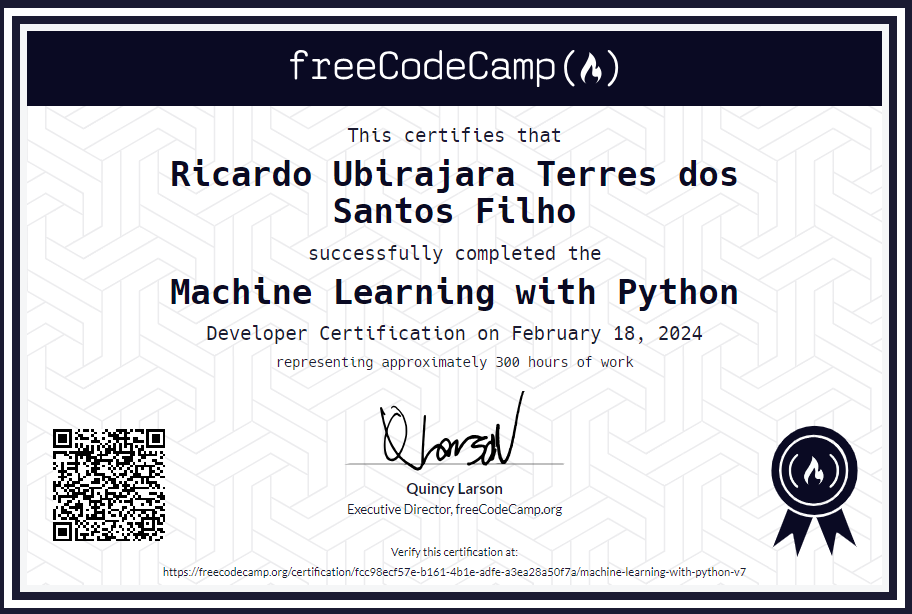 freeCodeCamp(🔥)
This certifies that
Ricardo Ubirajara Terres dos
Santos Filho
successfully completed the
Machine Learning with Python
Developer Certification on February 18, 2024
representing approximately 300 hours of work
QLarson
Quincy Larson
Executive Director, freeCodeCamp.org
Verify this certification at:
https://freecodecamp.org/certification/fcc98ecf57e-b161-4b1e-adfe-a3ea28a50f7a/machine-learning-with-python-v7